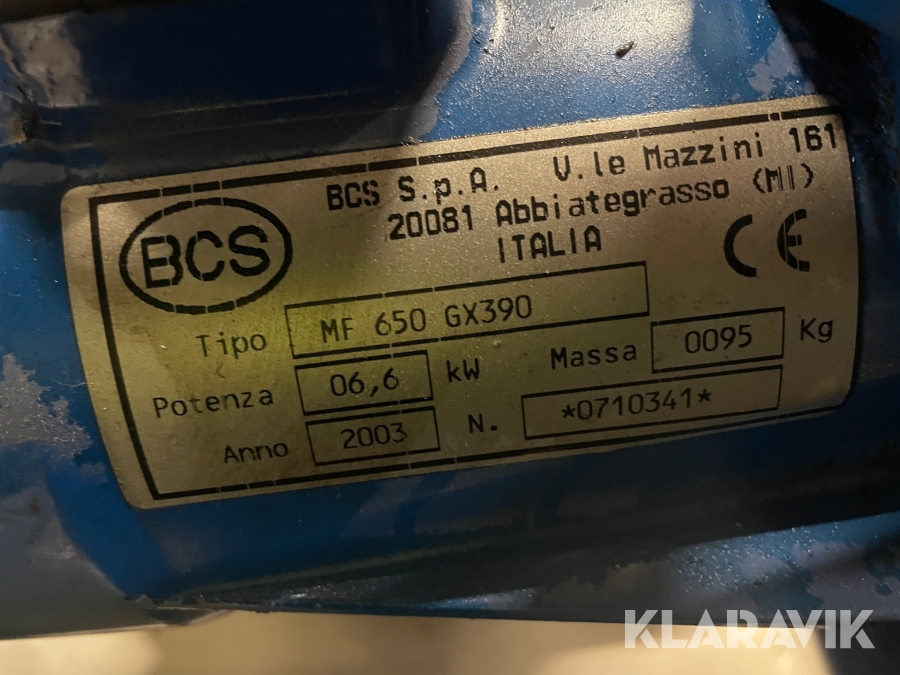 BCS S.p.A. V.le Mazzini 161
20081 Abbiategrasso (MI)
ITALIA
BCS
CE
Tipo MF 650 GX390
Potenza 06,6 kW Massa 0095 Kg
Anno 2003 N. *0710341*
KLARAVIK